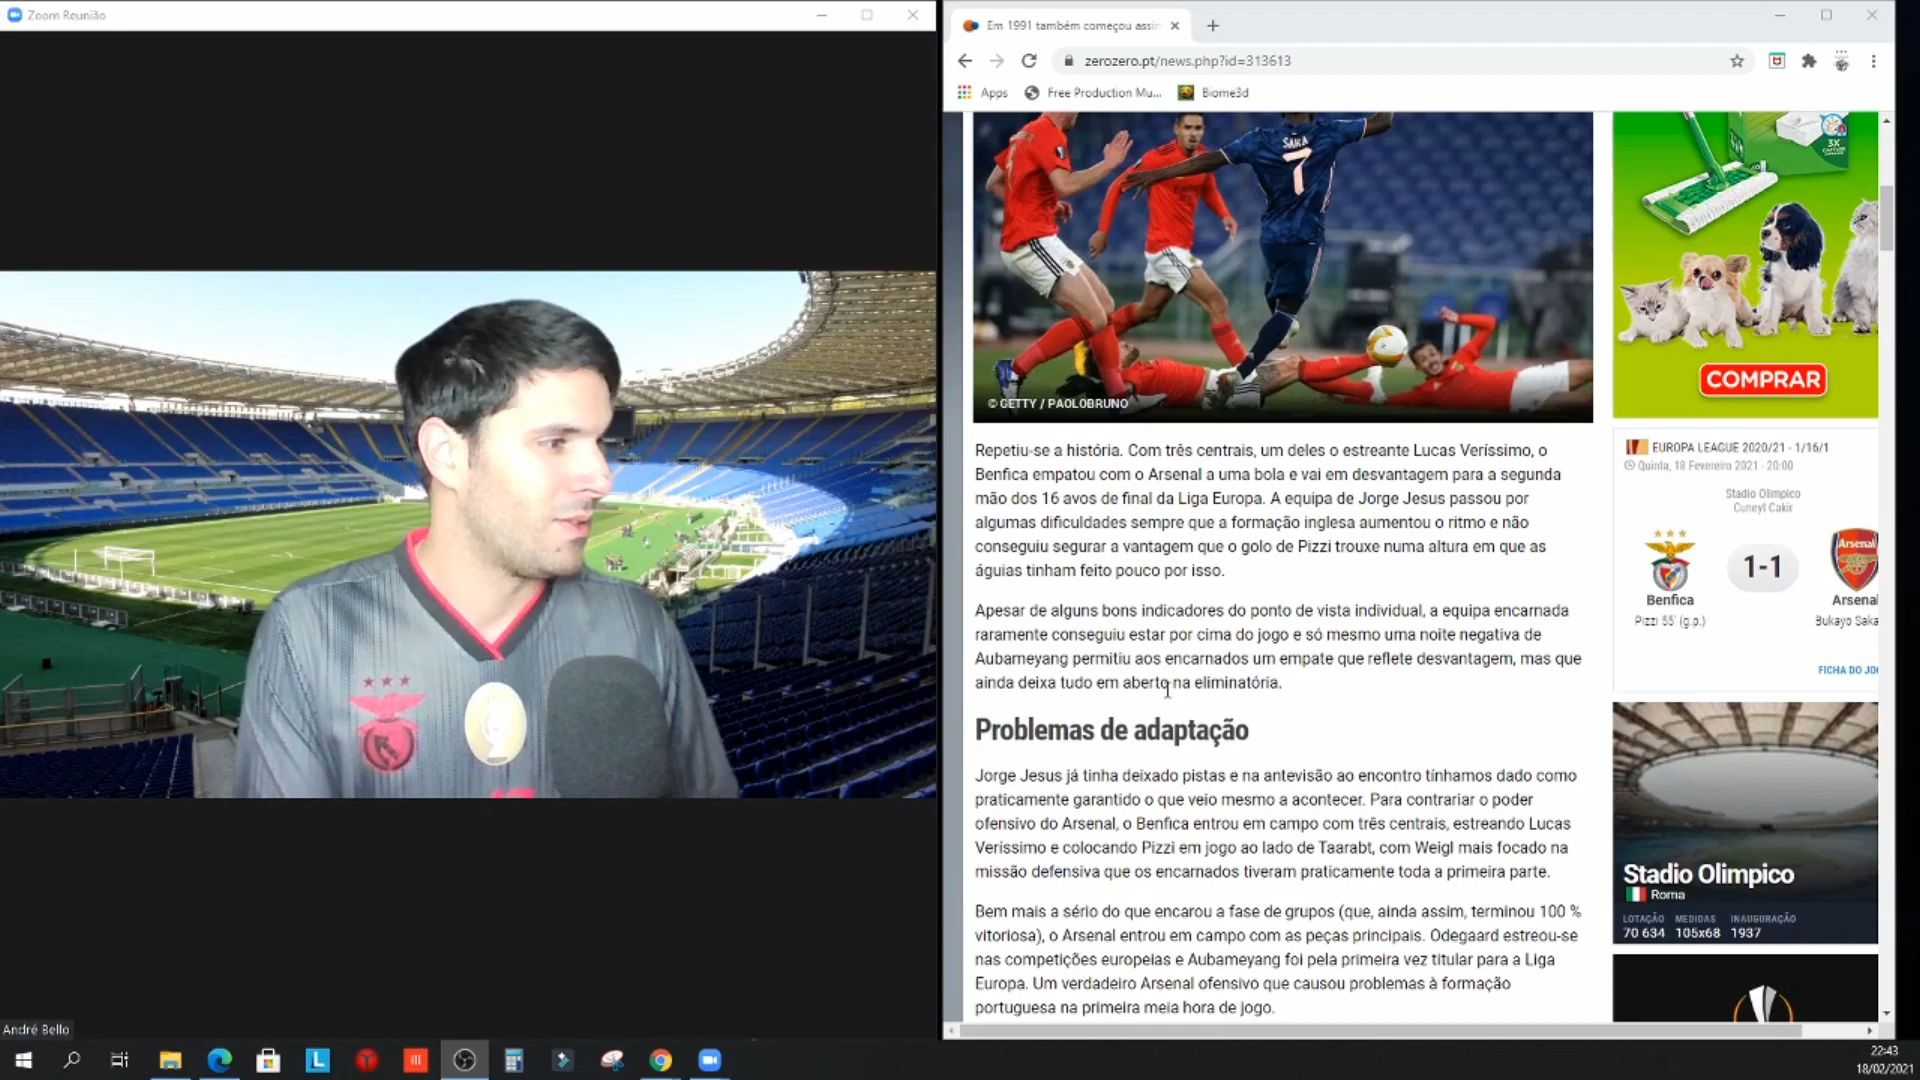 Zoom Reunião
Em 1991 também começou assin
zerozero.pt/news.php?id=313613
Apps
Free Production Mu...
Biome3d
SAKA
7
© GETTY / PAOLOBRUNO
3X
COMPRAR
Repetiu-se a história. Com três centrais, um deles o estreante Lucas Veríssimo, o
Benfica empatou com o Arsenal a uma bola e vai em desvantagem para a segunda
mão dos 16 avos de final da Liga Europa. A equipa de Jorge Jesus passou por
algumas dificuldades sempre que a formação inglesa aumentou o ritmo e não
conseguiu segurar a vantagem que o golo de Pizzi trouxe numa altura em que as
águias tinham feito pouco por isso.
Apesar de alguns bons indicadores do ponto de vista individual, a equipa encarnada
raramente conseguiu estar por cima do jogo e só mesmo uma noite negativa de
Aubameyang permitiu aos encarnados um empate que reflete desvantagem, mas que
ainda deixa tudo em aberto na eliminatória.
Problemas de adaptação
Jorge Jesus já tinha deixado pistas e na antevisão ao encontro tínhamos dado como
praticamente garantido o que veio mesmo a acontecer. Para contrariar o poder
ofensivo do Arsenal, o Benfica entrou em campo com três centrais, estreando Lucas
Veríssimo e colocando Pizzi em jogo ao lado de Taarabt, com Weigl mais focado na
missão defensiva que os encarnados tiveram praticamente toda a primeira parte.
Bem mais a sério do que encarou a fase de grupos (que, ainda assim, terminou 100 %
vitoriosa), o Arsenal entrou em campo com as peças principais. Odegaard estreou-se
nas competições europeias e Aubameyang foi pela primeira vez titular para a Liga
Europa. Um verdadeiro Arsenal ofensivo que causou problemas à formação
portuguesa na primeira meia hora de jogo.
EUROPA LEAGUE 2020/21 - 1/16/1
Quinta, 18 Fevereiro 2021 - 20:00
Stadio Olimpico
Cuneyt Cakir
1-1
Arsenal
Benfica
Arsenal
Pizzi 55' (g.p.)
Bukayo Saka
FICHA DO JOG
Stadio Olimpico
Roma
LOTAÇÃO MEDIDAS INAUGURAÇÃO
70 634 105x68 1937
André Bello
L
22:43
18/02/2021